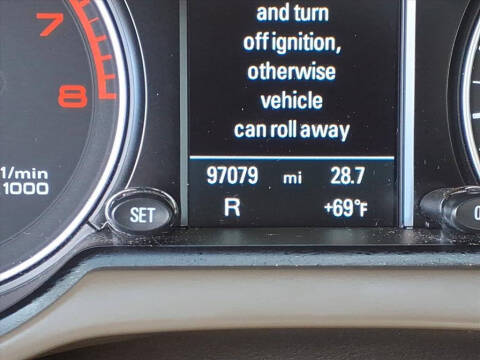 7
8
1/min
1000
SET
and turn
off ignition,
otherwise
vehicle
can roll away
97079 mi 28.7
R +69°F